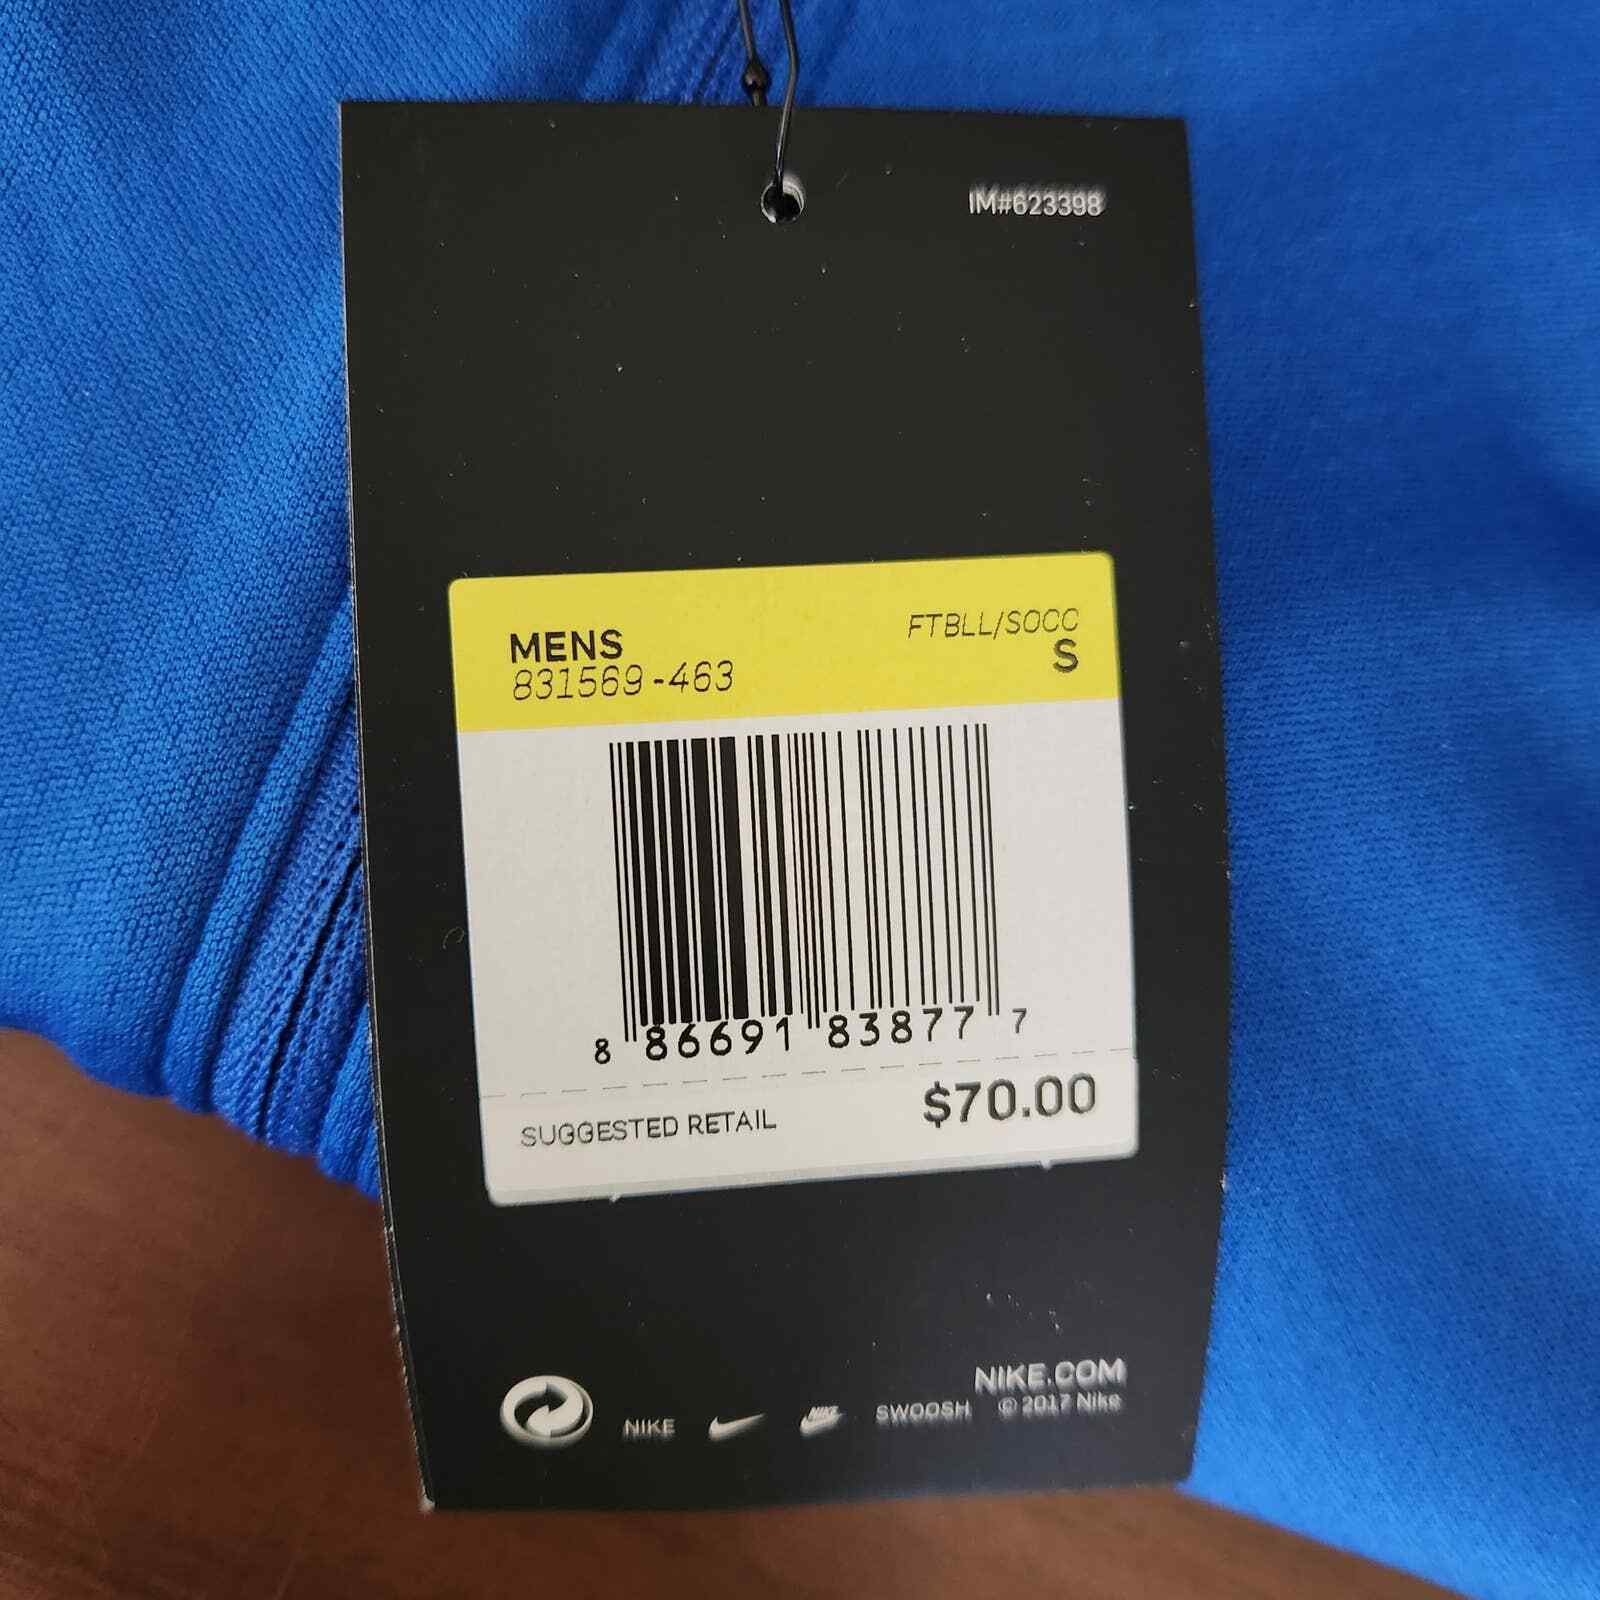 IM#623398
MENS
FTBLL/SOCC
831569-463
S
8 86691 83877 7
SUGGESTED RETAIL
$70.00
NIKE.COM
NIKE
NIKE
SWOOSH
© 2017 Nike